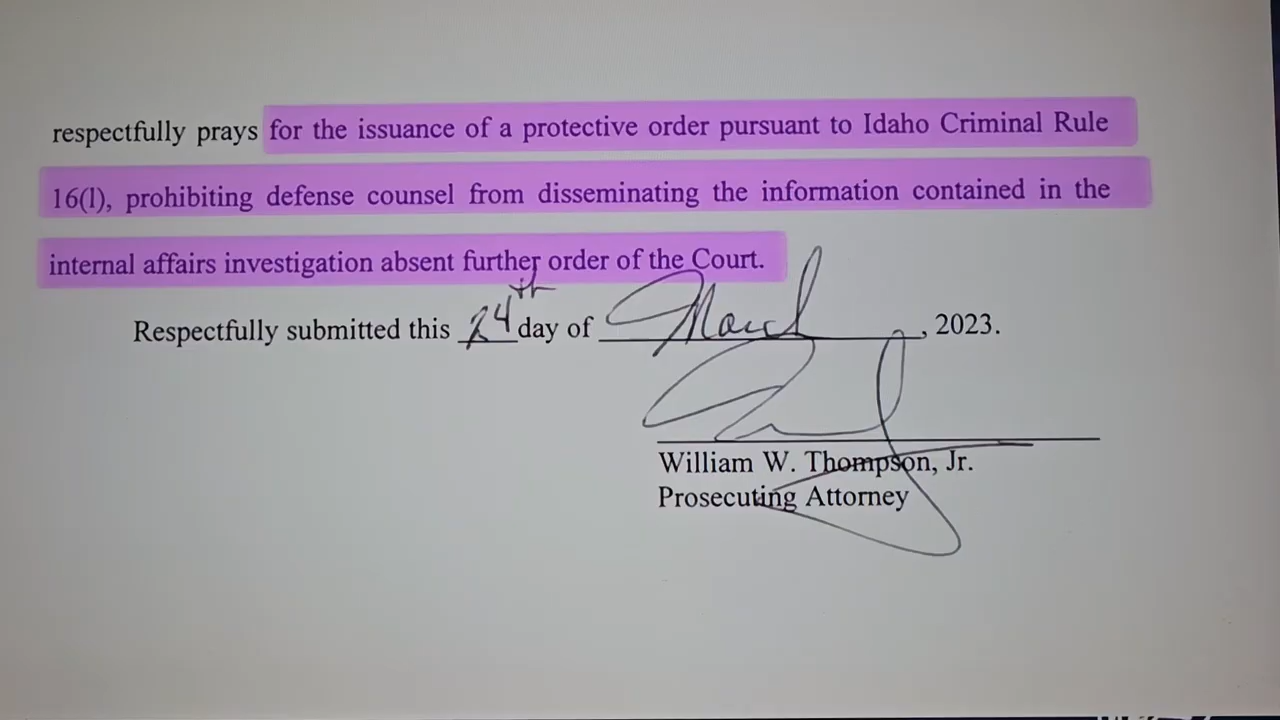 respectfully prays for the issuance of a protective order pursuant to Idaho Criminal Rule
16(l), prohibiting defense counsel from disseminating the information contained in the
internal affairs investigation absent further order of the Court.
Respectfully submitted this 24th day of March, 2023.
William W. Thompson, Jr.
Prosecuting Attorney